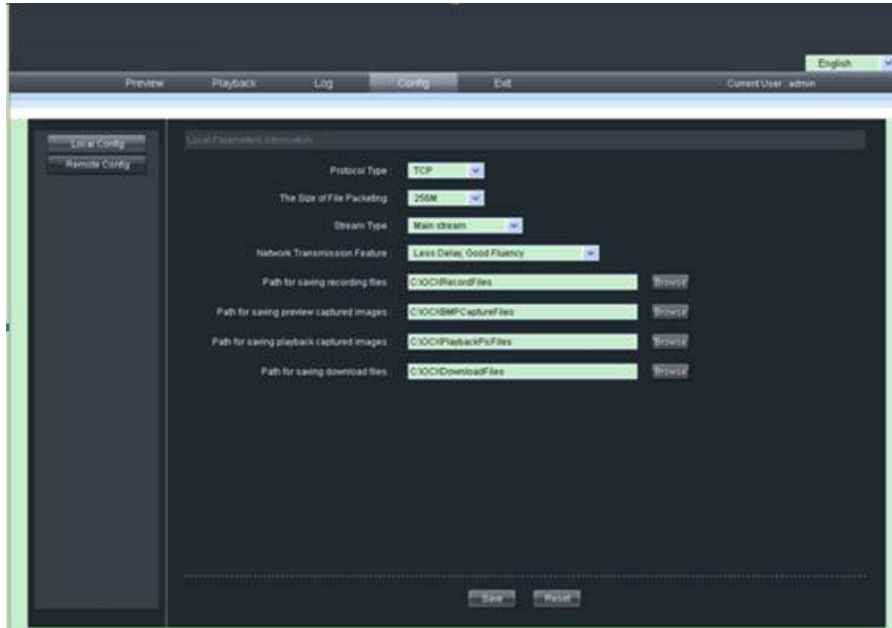 English
Preview Playback Log Config Exit Current User: admin
Local Config
Remote Config
Local Parameters Information
Protocol Type TCP
The Size of File Packeting 256M
Stream Type Main stream
Network Transmission Feature Less Delay, Good Fluency
Path for saving recording files C:\OCX\RecordFiles Browse
Path for saving preview captured images C:\OCX\BMPCaptureFiles Browse
Path for saving playback captured images C:\OCX\PlaybackPicFiles Browse
Path for saving download files C:\OCX\DownloadFiles Browse
Save Reset